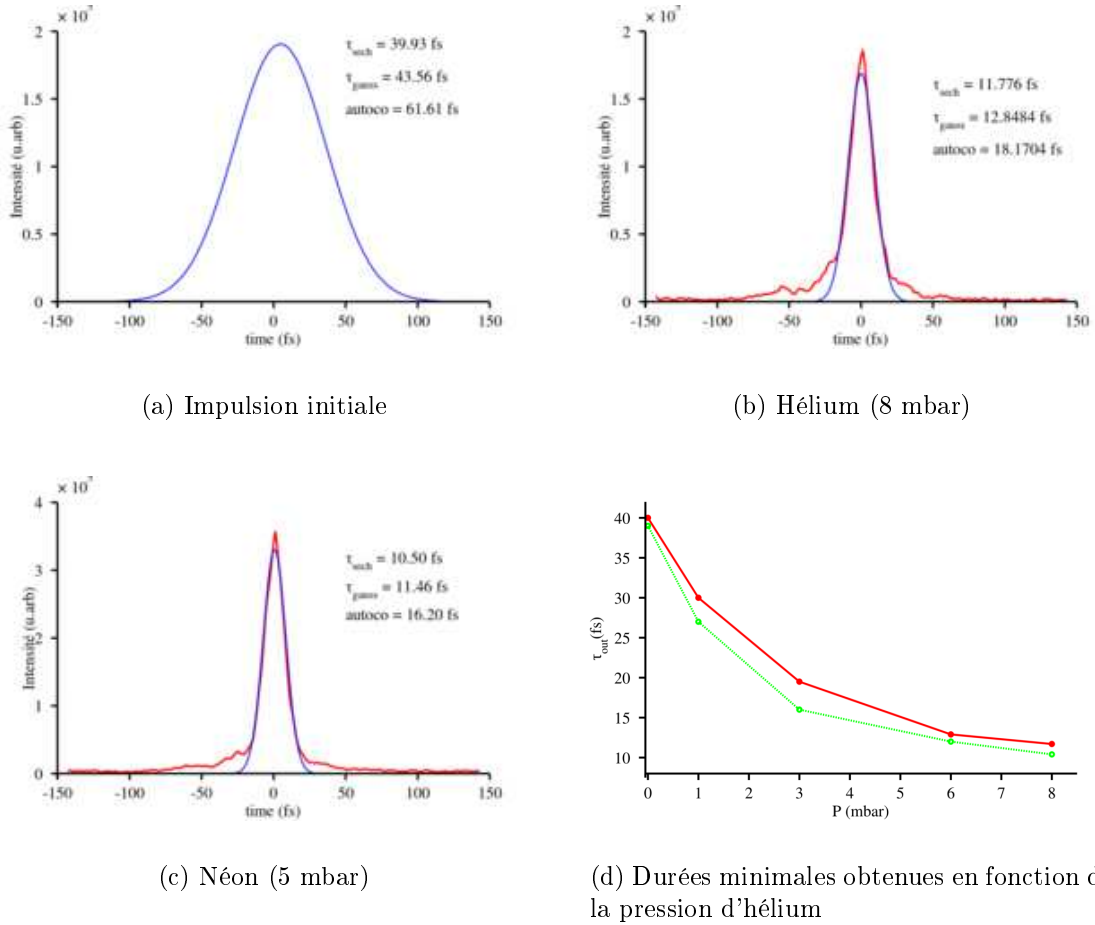 × 10⁷
2
1.5
1
0.5
0
Intensité (u.arb)
τsech = 39.93 fs
τgauss = 43.56 fs
autoco = 61.61 fs
-150 -100 -50 0 50 100 150
time (fs)
(a) Impulsion initiale
× 10⁷
2
1.5
1
0.5
0
Intensité (u.arb)
τsech = 11.776 fs
τgauss = 12.8484 fs
autoco = 18.1704 fs
-150 -100 -50 0 50 100 150
time (fs)
(b) Hélium (8 mbar)
× 10⁷
4
3
2
1
0
Intensité (u.arb)
τsech = 10.50 fs
τgauss = 11.46 fs
autoco = 16.20 fs
-150 -100 -50 0 50 100 150
time (fs)
(c) Néon (5 mbar)
40
35
30
25
20
15
10
τout(fs)
0 1 2 3 4 5 6 7 8
P (mbar)
(d) Durées minimales obtenues en fonction d
la pression d'hélium